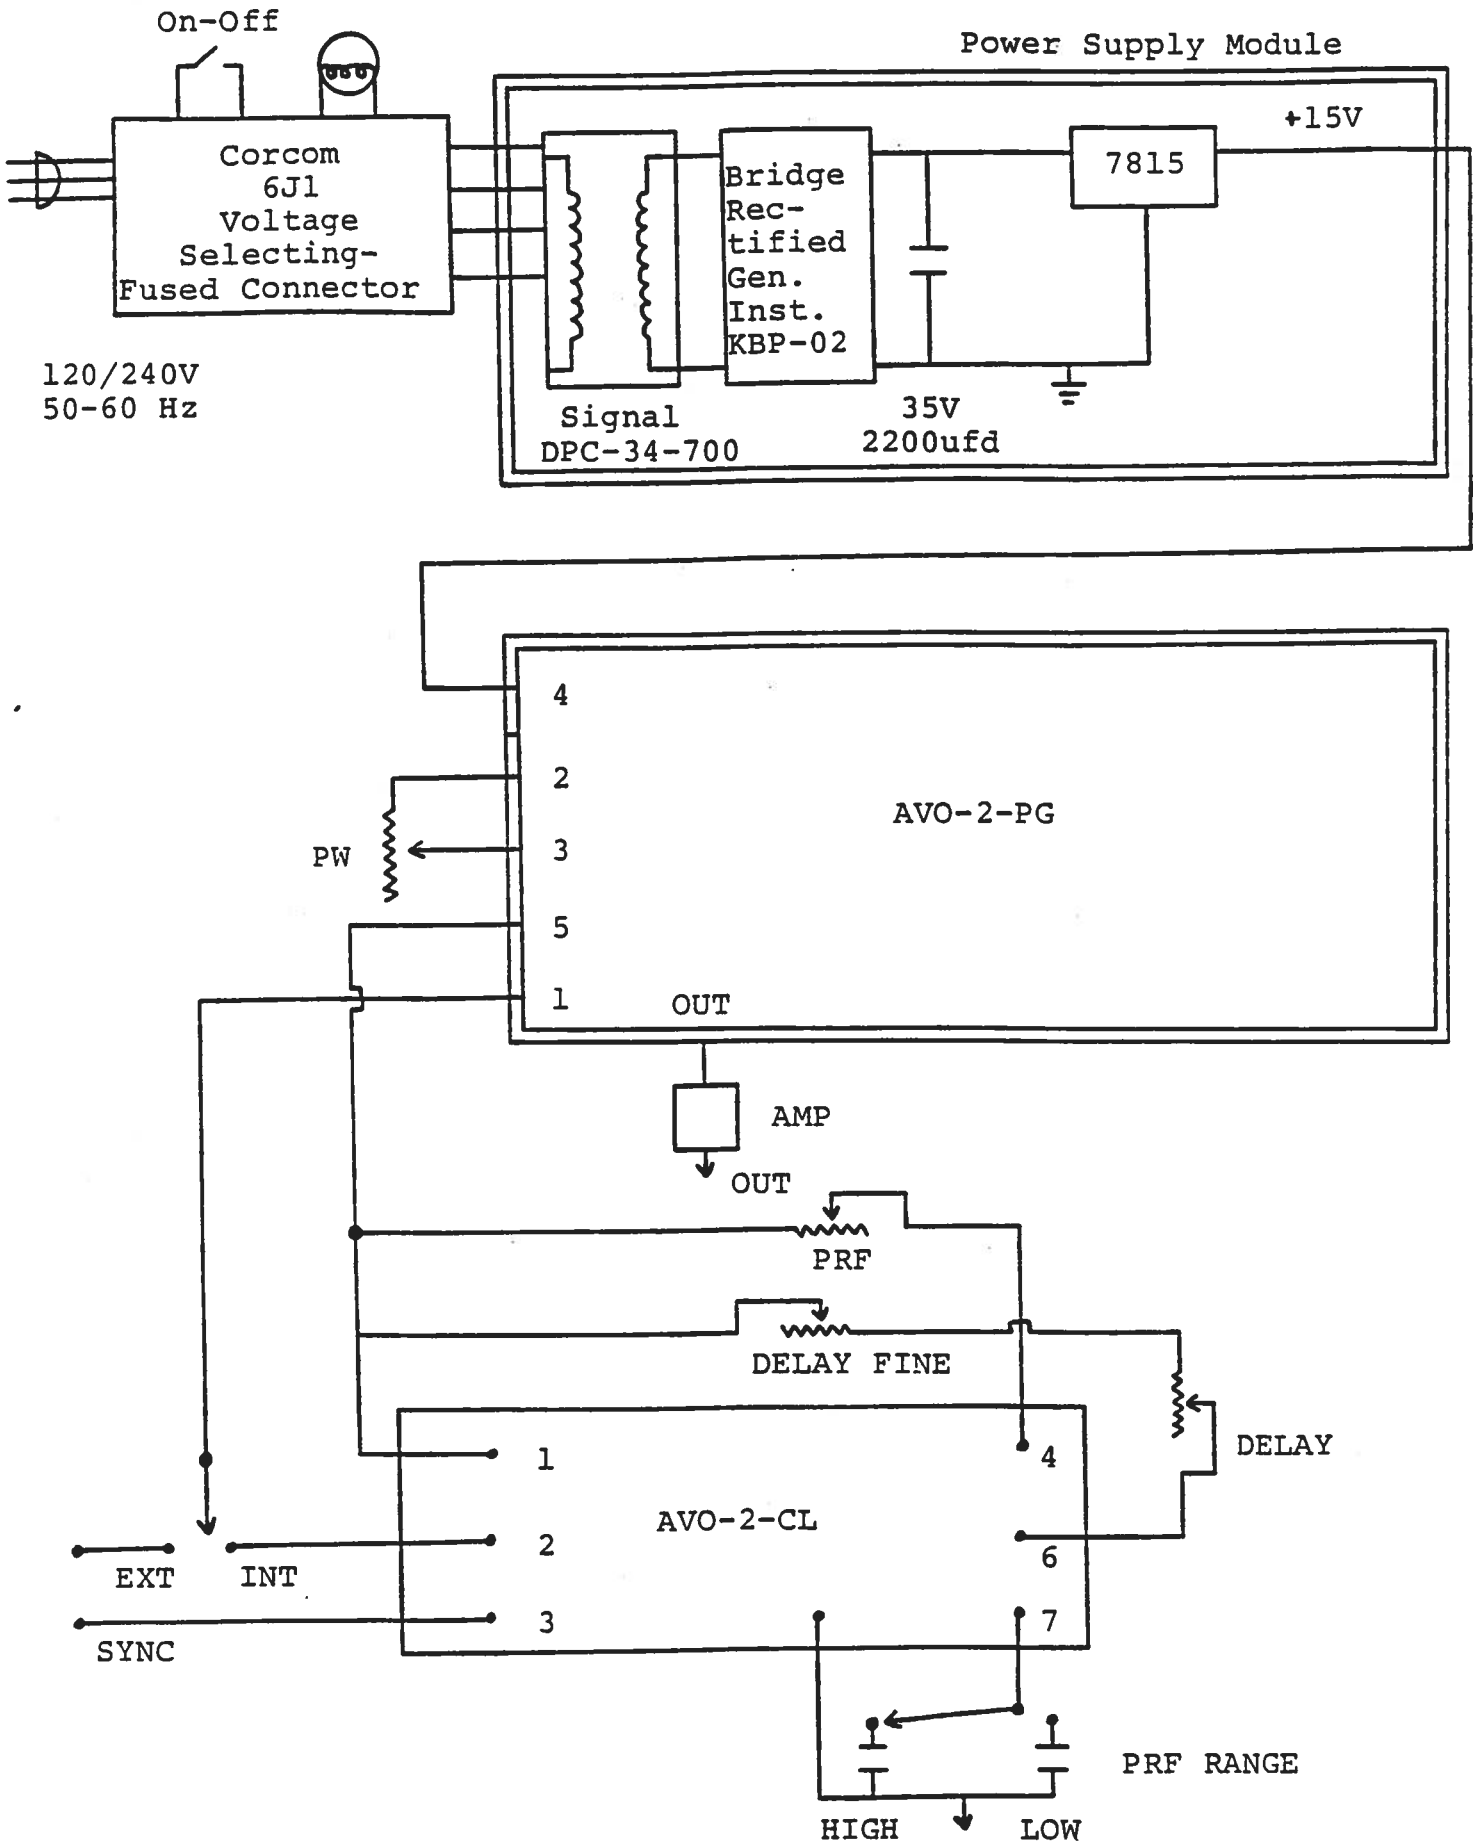 On-Off
Power Supply Module
+15V
Corcom
6J1
Voltage
Selecting-
Fused Connector
Bridge
Rec-
tified
Gen.
Inst.
KBP-02
7815
120/240V
50-60 Hz
Signal
DPC-34-700
35V
2200ufd
4
2
AVO-2-PG
PW
3
5
1
OUT
AMP
OUT
PRF
DELAY FINE
DELAY
1
4
AVO-2-CL
2
6
EXT
INT
3
7
SYNC
PRF RANGE
HIGH
LOW